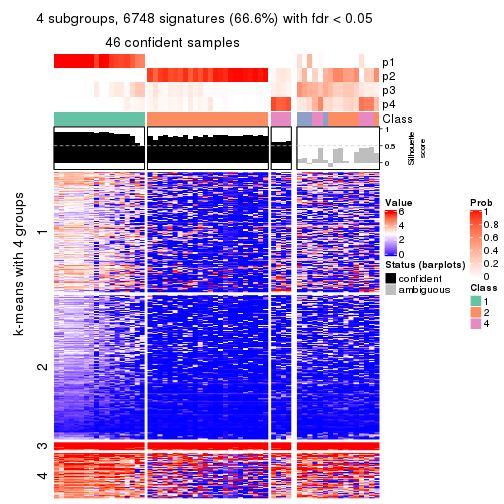 4 subgroups, 6748 signatures (66.6%) with fdr < 0.05
46 confident samples
p1
p2
p3
p4
Class
1
0.5
0
Silhouette
score
k-means with 4 groups
1
2
3
4
Value
6
4
2
0
Status (barplots)
confident
ambiguous
Prob
1
0.8
0.6
0.4
0.2
0
Class
1
2
4